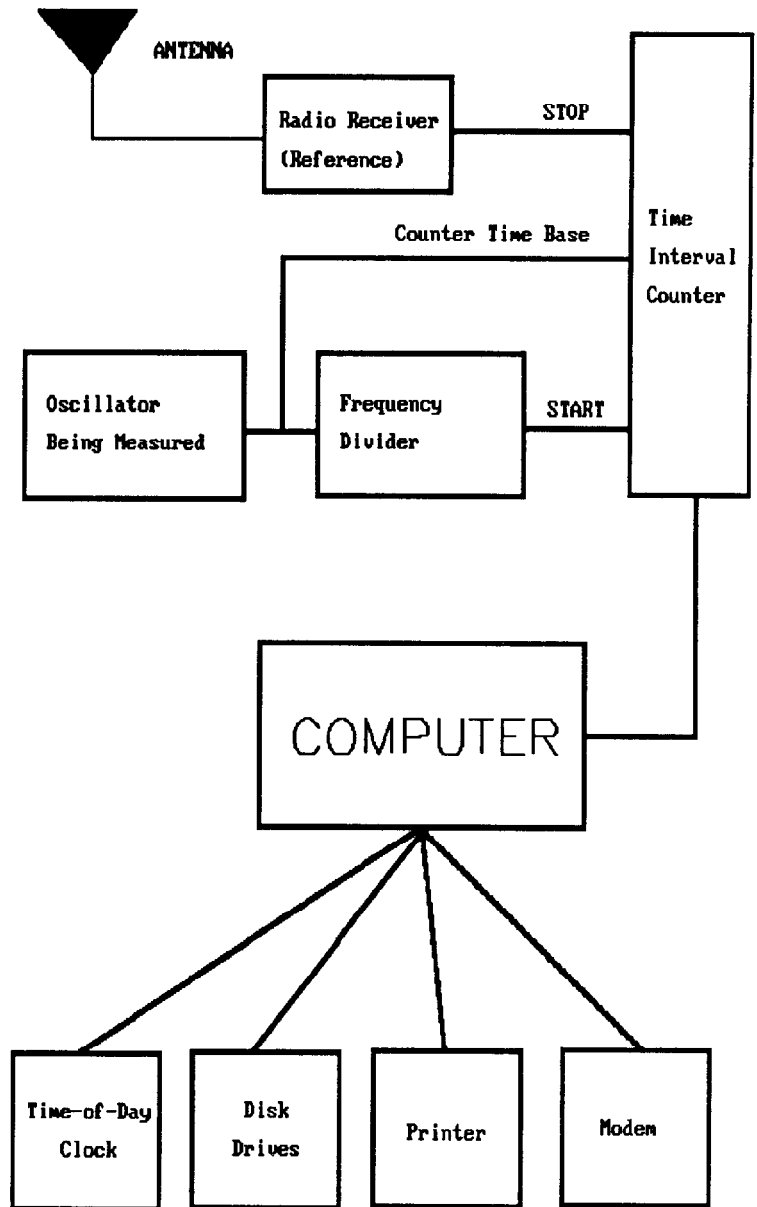 ANTENNA
Radio Receiver
(Reference)
STOP
Counter Time Base
Time
Interval
Counter
Oscillator
Being Measured
Frequency
Divider
START
COMPUTER
Time-of-Day
Clock
Disk
Drives
Printer
Modem